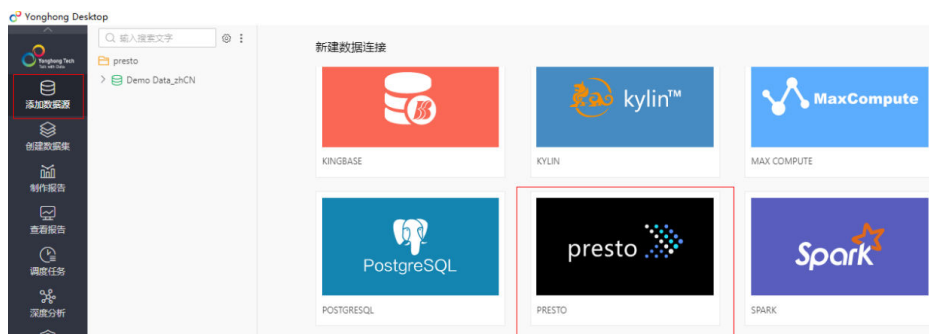 Yonghong Desktop
Yonghong Tech
Talk with Data
添加数据源
创建数据集
制作报告
查看报告
调度任务
深度分析
输入搜索文字
presto
Demo Data_zhCN
新建数据连接
KINGBASE
kylin™
KYLIN
MaxCompute
MAX COMPUTE
PostgreSQL
POSTGRESQL
presto
PRESTO
Spark
SPARK